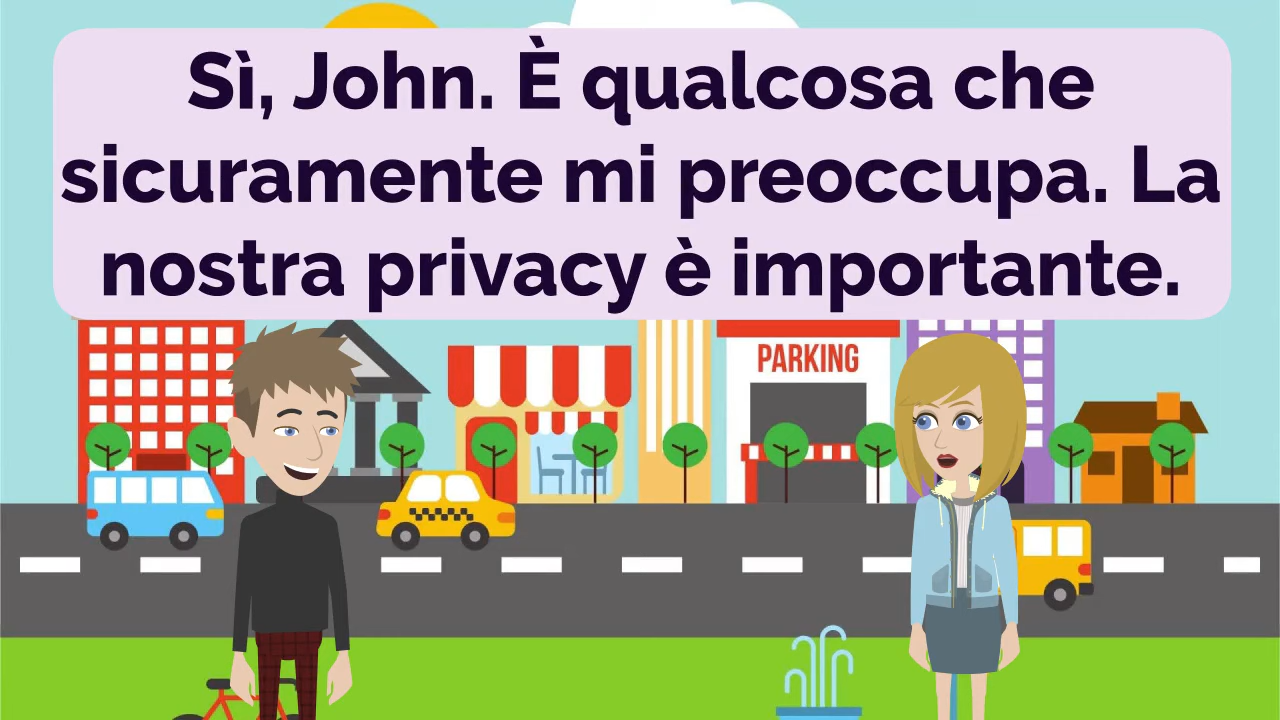 Sì, John. È qualcosa che
sicuramente mi preoccupa. La
nostra privacy è importante.
PARKING